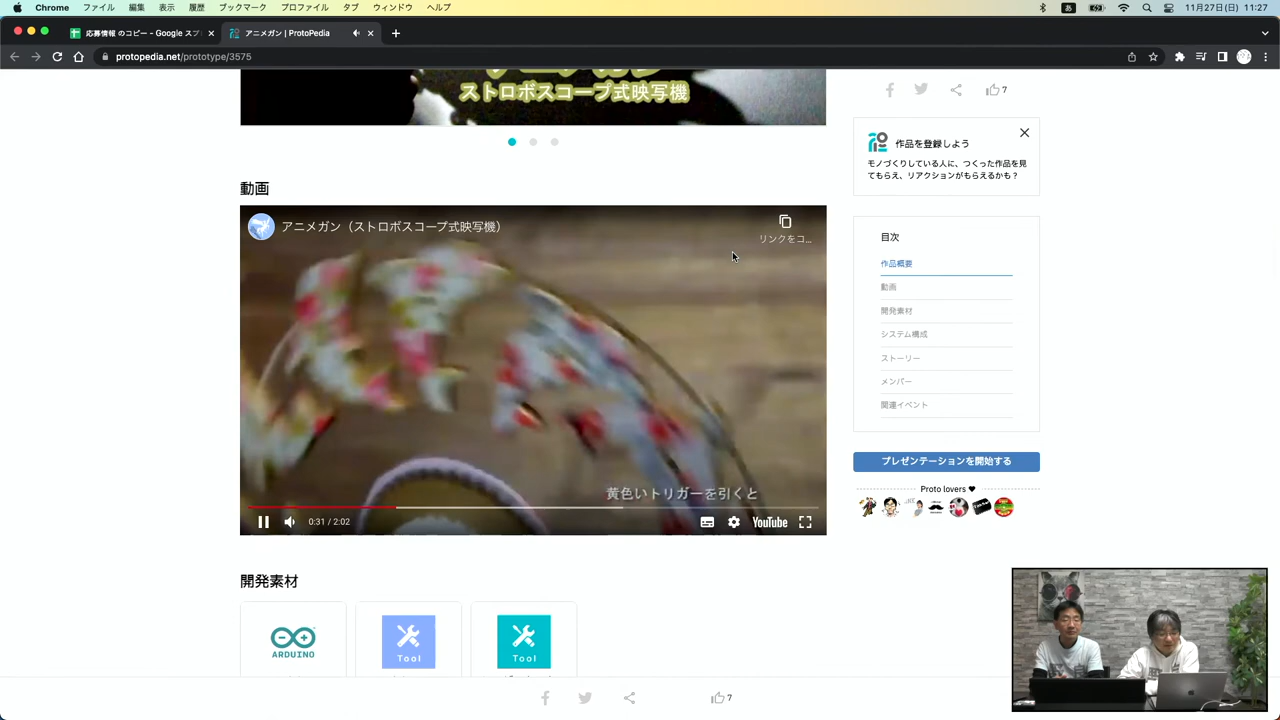 Chrome ファイル 編集 表示 履歴 ブックマーク プロファイル タブ ウィンドウ ヘルプ
あ 11月27日(日) 11:27
応募情報 のコピー - Google スプ
アニメガン | ProtoPedia
protopedia.net/prototype/3575
ストロボスコープ式映写機
7
作品を登録しよう
モノづくりしている人に、つくった作品を見
てもらえ、リアクションがもらえるかも？
動画
アニメガン（ストロボスコープ式映写機）
リンクをコ...
目次
作品概要
動画
開発素材
システム構成
ストーリー
メンバー
関連イベント
プレゼンテーションを開始する
Proto lovers
黄色いトリガーを引くと
0:31 / 2:02
YouTube
開発素材
ARDUINO
Tool
Tool
7